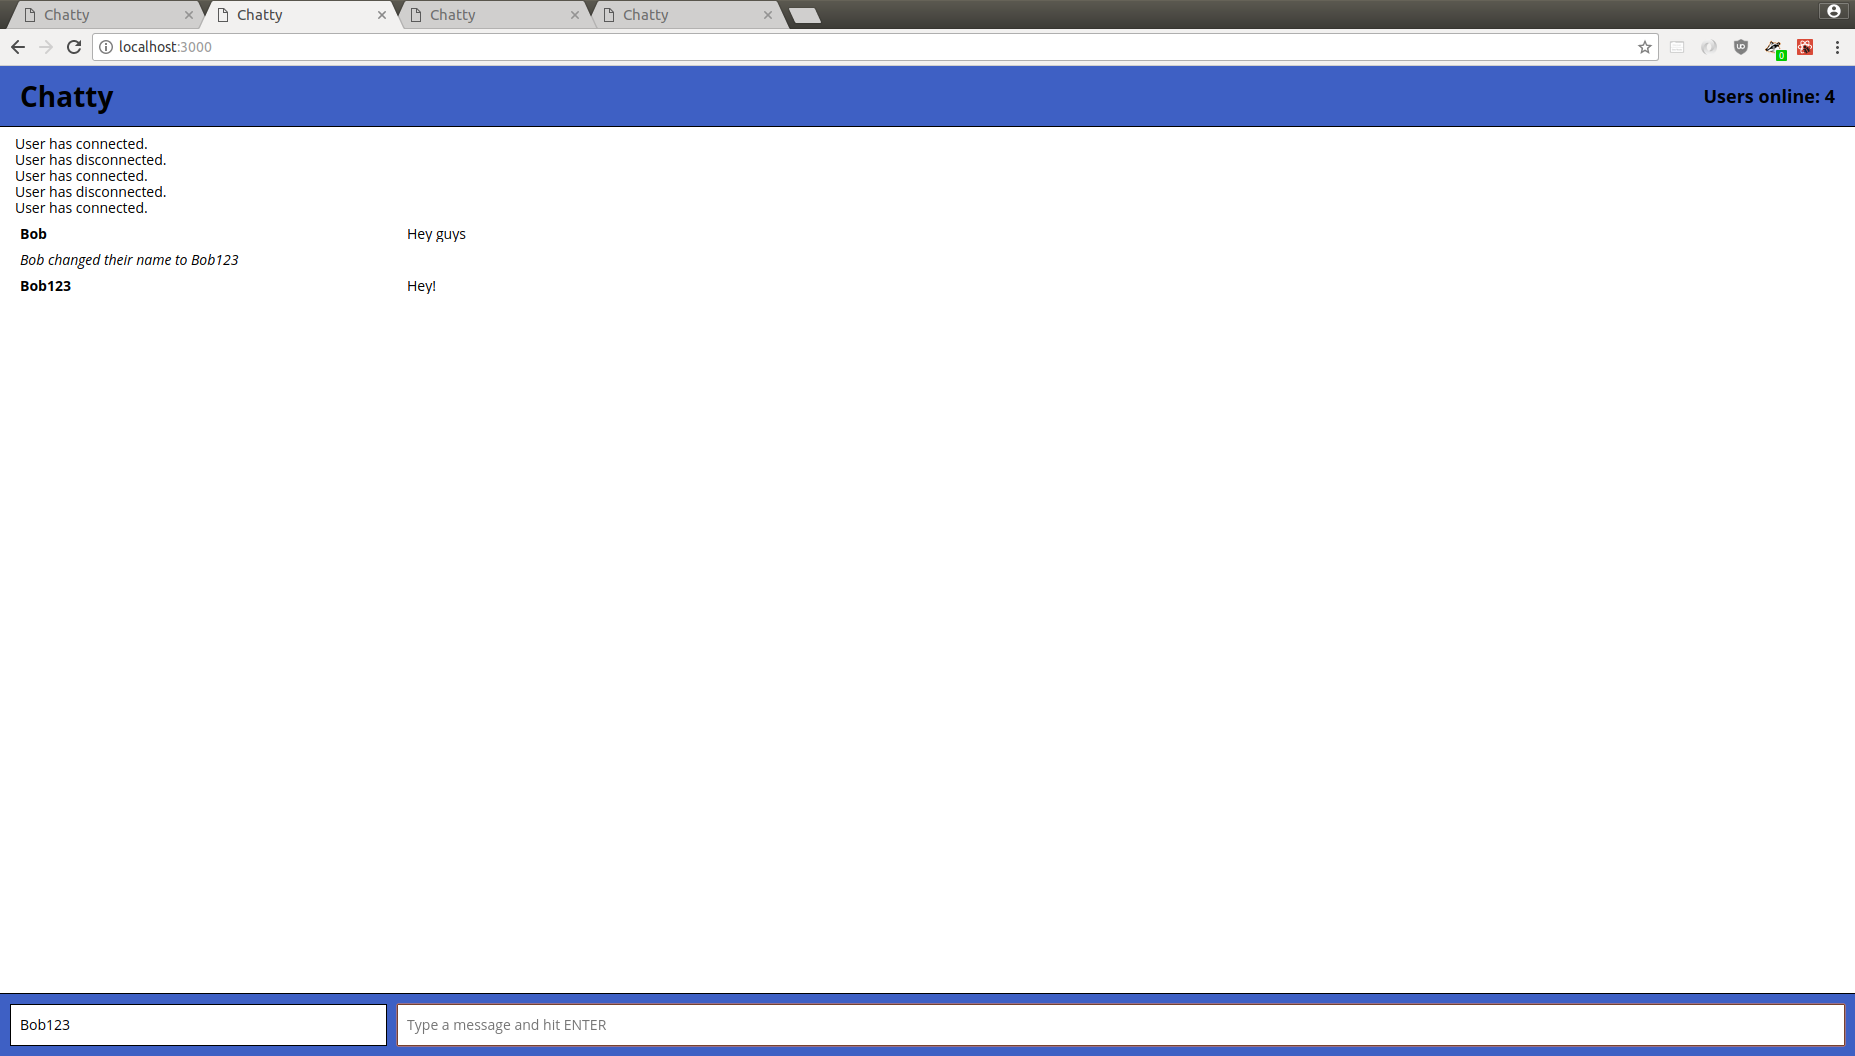 Chatty Chatty Chatty Chatty
localhost:3000
0
Chatty Users online: 4
User has connected.
User has disconnected.
User has connected.
User has disconnected.
User has connected.
Bob Hey guys
Bob changed their name to Bob123
Bob123 Hey!
Bob123 Type a message and hit ENTER